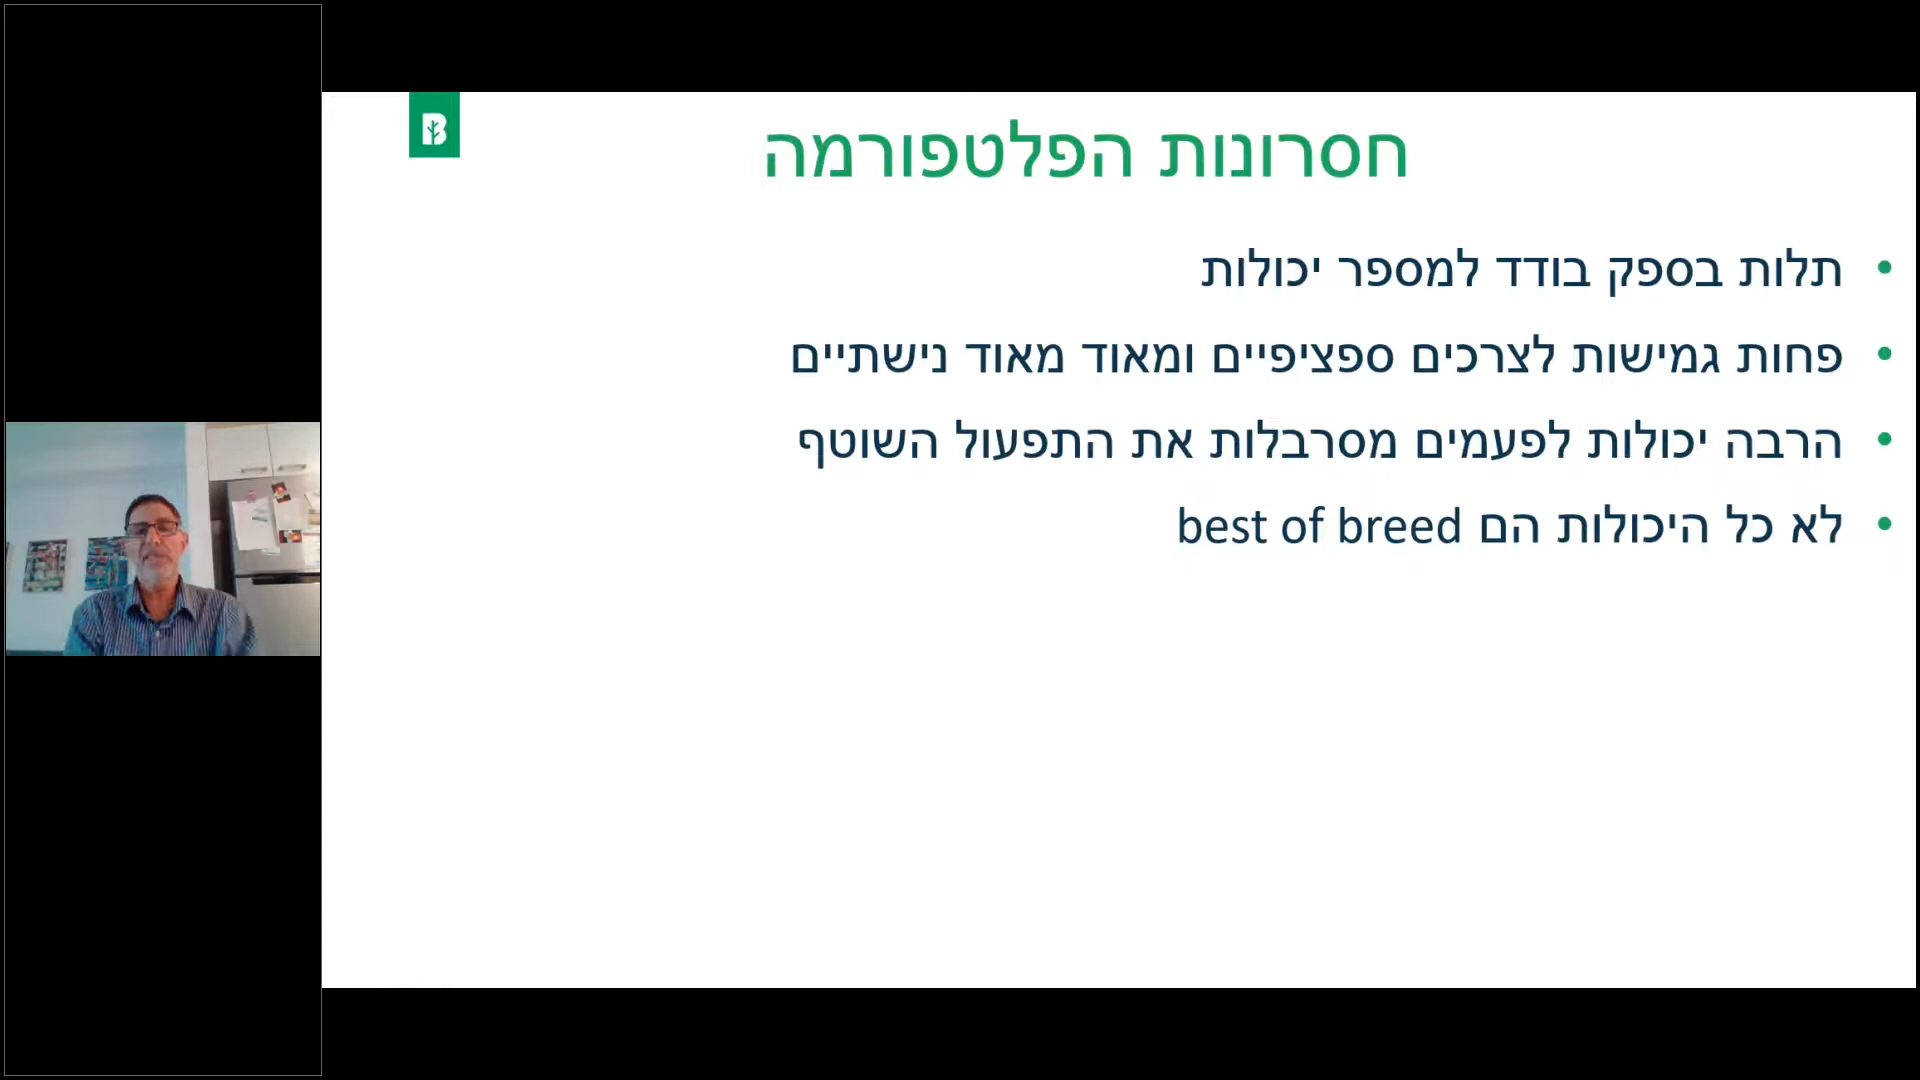 B
חסרונות הפלטפורמה
• תלות בספק בודד למספר יכולות
• פחות גמישות לצרכים ספציפיים ומאוד מאוד נישתיים
• הרבה יכולות לפעמים מסרבלות את התפעול השוטף
• לא כל היכולות הם best of breed